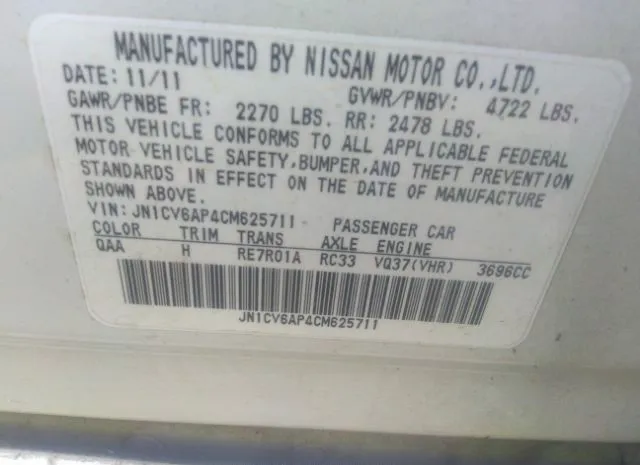 MANUFACTURED BY NISSAN MOTOR CO.,LTD.
DATE: 11/11 GVWR/PNBV: 4722 LBS.
GAWR/PNBE FR: 2270 LBS. RR: 2478 LBS.
THIS VEHICLE CONFORMS TO ALL APPLICABLE FEDERAL
MOTOR VEHICLE SAFETY,BUMPER,AND THEFT PREVENTION
STANDARDS IN EFFECT ON THE DATE OF MANUFACTURE
SHOWN ABOVE.
VIN:JN1CV6AP4CM625711 PASSENGER CAR
COLOR TRIM TRANS AXLE ENGINE
QAA H RE7R01A RC33 VQ37(VHR) 3696CC
JN1CV6AP4CM625711